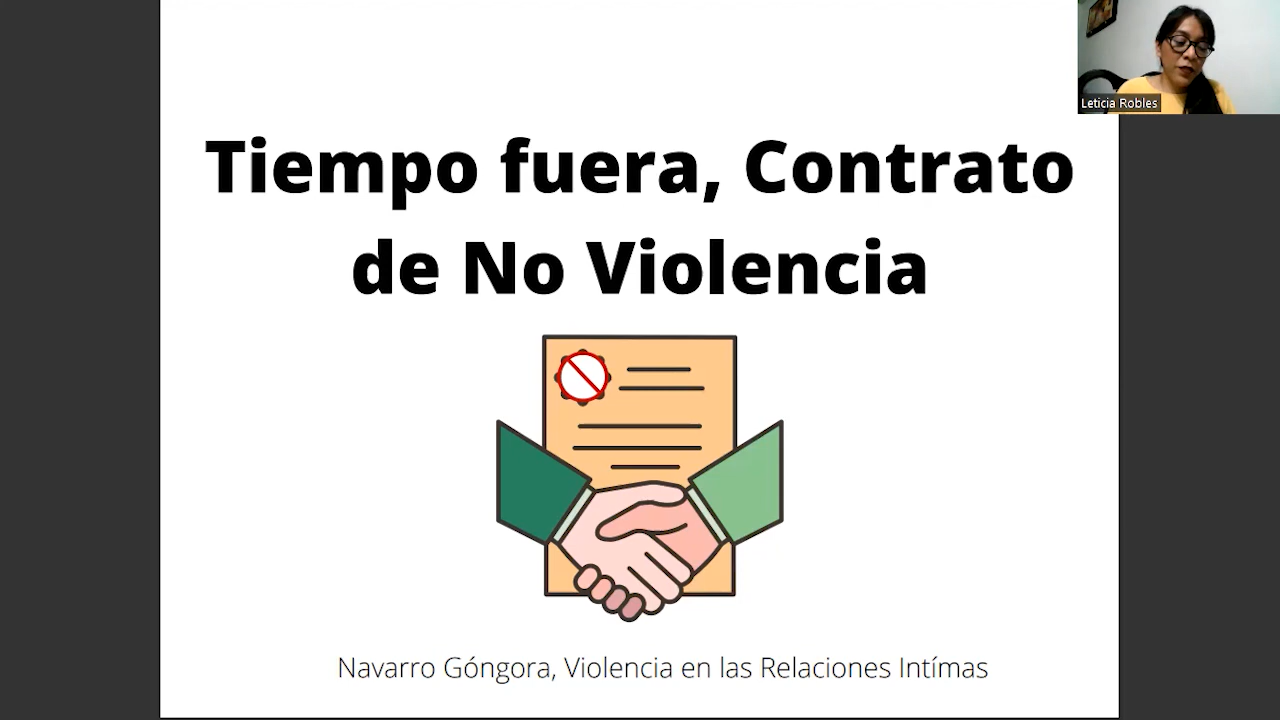 Leticia Robles
Tiempo fuera, Contrato
de No Violencia
Navarro Góngora, Violencia en las Relaciones Intímas